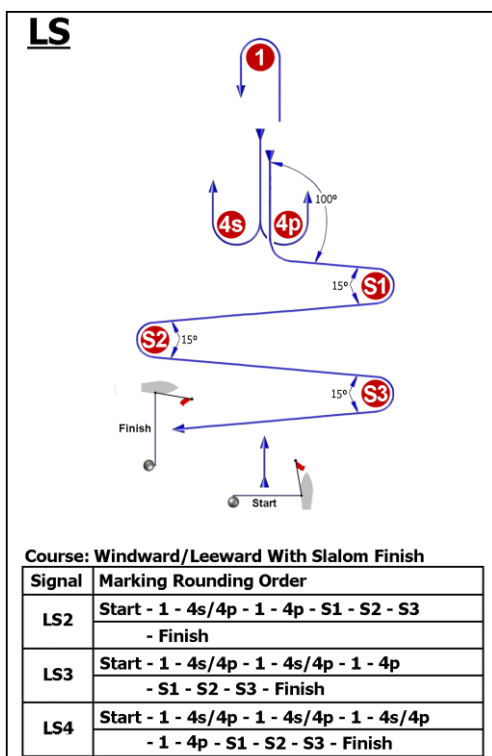 LS
1
4s
4p
100º
S1
15º
S2
15º
S3
15º
Finish
Start
Course: Windward/Leeward With Slalom Finish
Signal Marking Rounding Order
LS2 Start - 1 - 4s/4p - 1 - 4p - S1 - S2 - S3
- Finish
LS3 Start - 1 - 4s/4p - 1 - 4s/4p - 1 - 4p
- S1 - S2 - S3 - Finish
LS4 Start - 1 - 4s/4p - 1 - 4s/4p - 1 - 4s/4p
- 1 - 4p - S1 - S2 - S3 - Finish